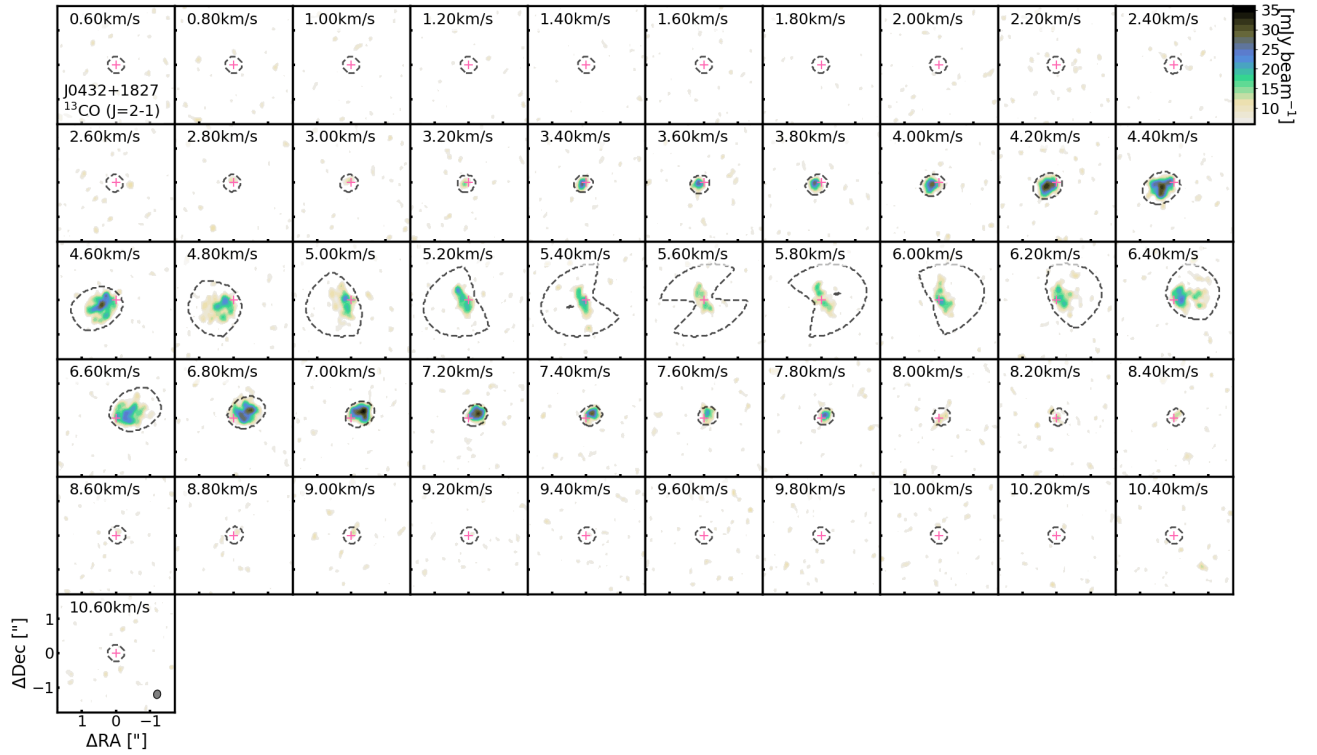 0.60km/s 0.80km/s 1.00km/s 1.20km/s 1.40km/s 1.60km/s 1.80km/s 2.00km/s 2.20km/s 2.40km/s
J0432+1827
¹³CO (J=2-1)
35
30
25
20
15
10
[mJy beam⁻¹]
2.60km/s 2.80km/s 3.00km/s 3.20km/s 3.40km/s 3.60km/s 3.80km/s 4.00km/s 4.20km/s 4.40km/s
4.60km/s 4.80km/s 5.00km/s 5.20km/s 5.40km/s 5.60km/s 5.80km/s 6.00km/s 6.20km/s 6.40km/s
6.60km/s 6.80km/s 7.00km/s 7.20km/s 7.40km/s 7.60km/s 7.80km/s 8.00km/s 8.20km/s 8.40km/s
8.60km/s 8.80km/s 9.00km/s 9.20km/s 9.40km/s 9.60km/s 9.80km/s 10.00km/s 10.20km/s 10.40km/s
10.60km/s
1
0
−1
ΔDec ["]
1 0 −1
ΔRA ["]